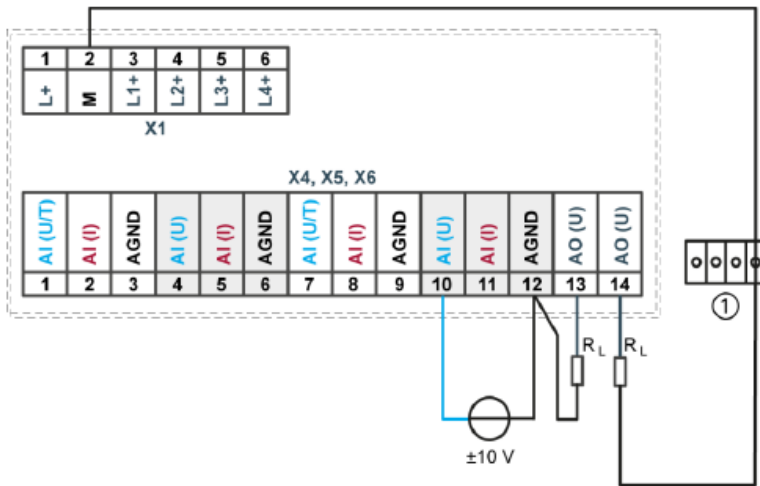 1 2 3 4 5 6
L+ M L1+ L2+ L3+ L4+
X1
X4, X5, X6
AI (U/T) AI (I) AGND AI (U) AI (I) AGND AI (U/T) AI (I) AGND AI (U) AI (I) AGND AO (U) AO (U)
1 2 3 4 5 6 7 8 9 10 11 12 13 14
1
RL RL
±10 V